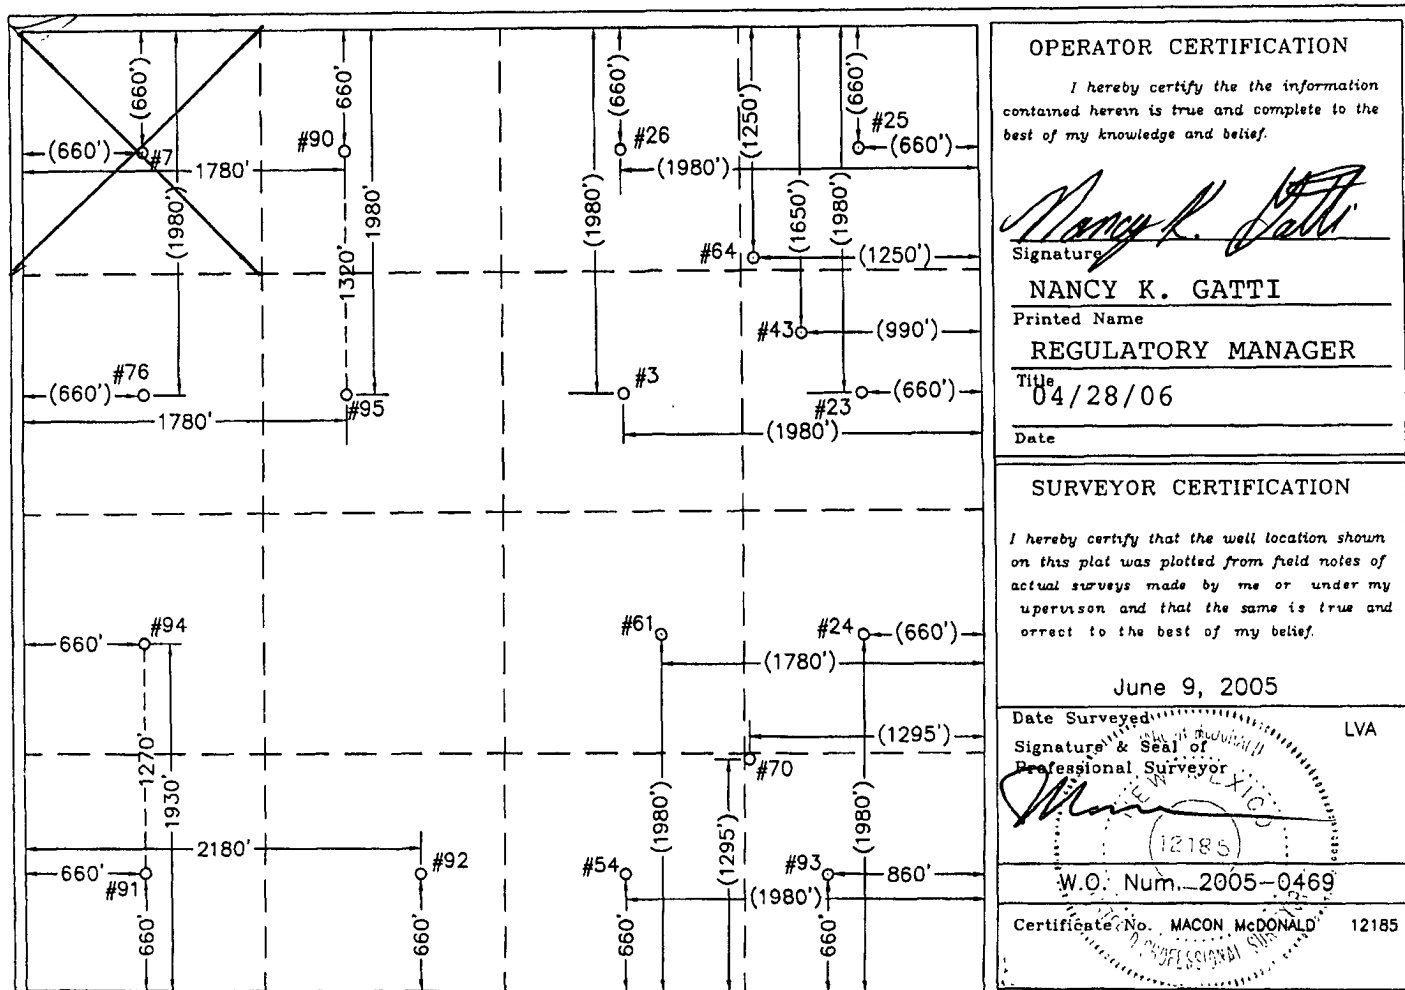 (660')
660'
(660')
(1250')
(660')
#25
#90
#26
(660')
#7
(660')
1780'
(1980')
(1980')
1980'
(1980')
(1650')
(1980')
#64
(1250')
1320'
#43
(990')
#76
(660')
#95
#3
(660')
#23
1780'
(1980')
#94
660'
#61
#24
(660')
(1780')
(1295')
#70
1270'
1930'
(1980')
(1295')
(1980')
2180'
660'
#91
#92
#54
#93
860'
(1980')
660'
660'
660'
660'
OPERATOR CERTIFICATION
I hereby certify the the information
contained herein is true and complete to the
best of my knowledge and belief.
Nancy K. Gatti
Signature
NANCY K. GATTI
Printed Name
REGULATORY MANAGER
Title
04/28/06
Date
SURVEYOR CERTIFICATION
I hereby certify that the well location shown
on this plat was plotted from field notes of
actual surveys made by me or under my
upervison and that the same is true and
orrect to the best of my belief.
June 9, 2005
Date Surveyed
LVA
Signature & Seal of
Professional Surveyor
NEW MEXICO
12185
W.O. Num. 2005-0469
Certificate No. MACON McDONALD 12185
PROFESSIONAL